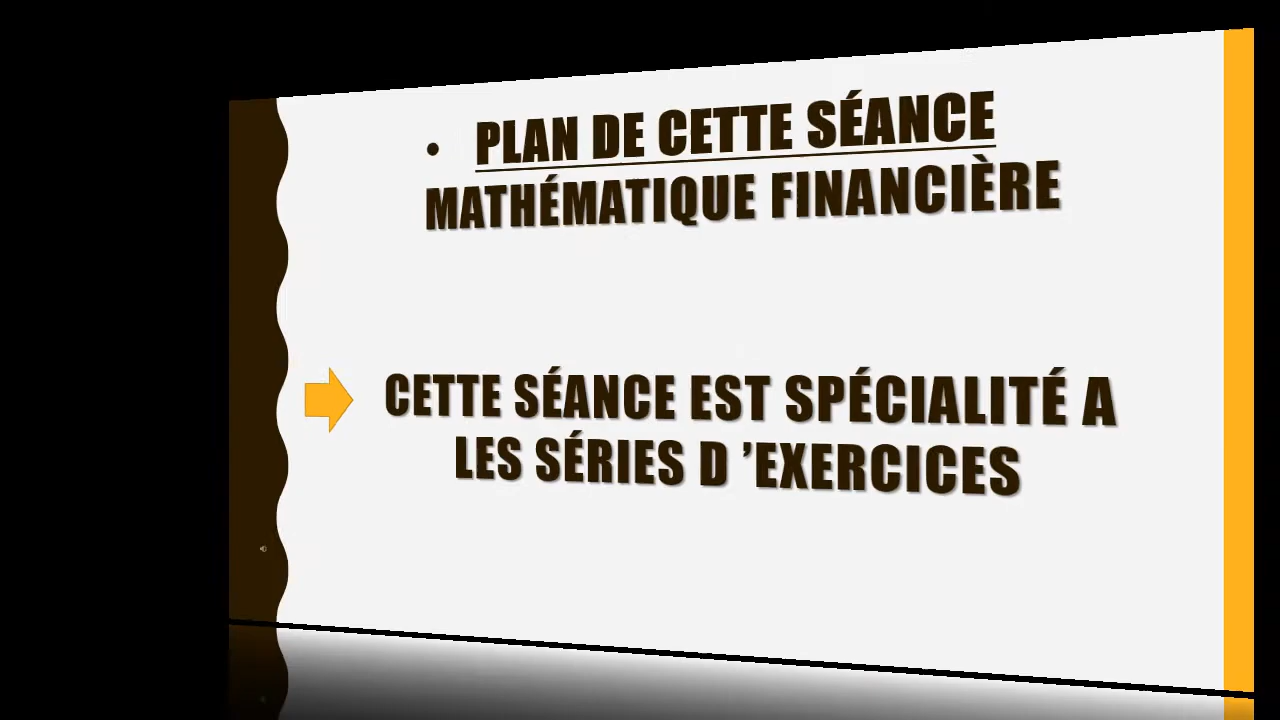 • PLAN DE CETTE SÉANCE
MATHÉMATIQUE FINANCIÈRE
CETTE SÉANCE EST SPÉCIALITÉ A
LES SÉRIES D ’EXERCICES